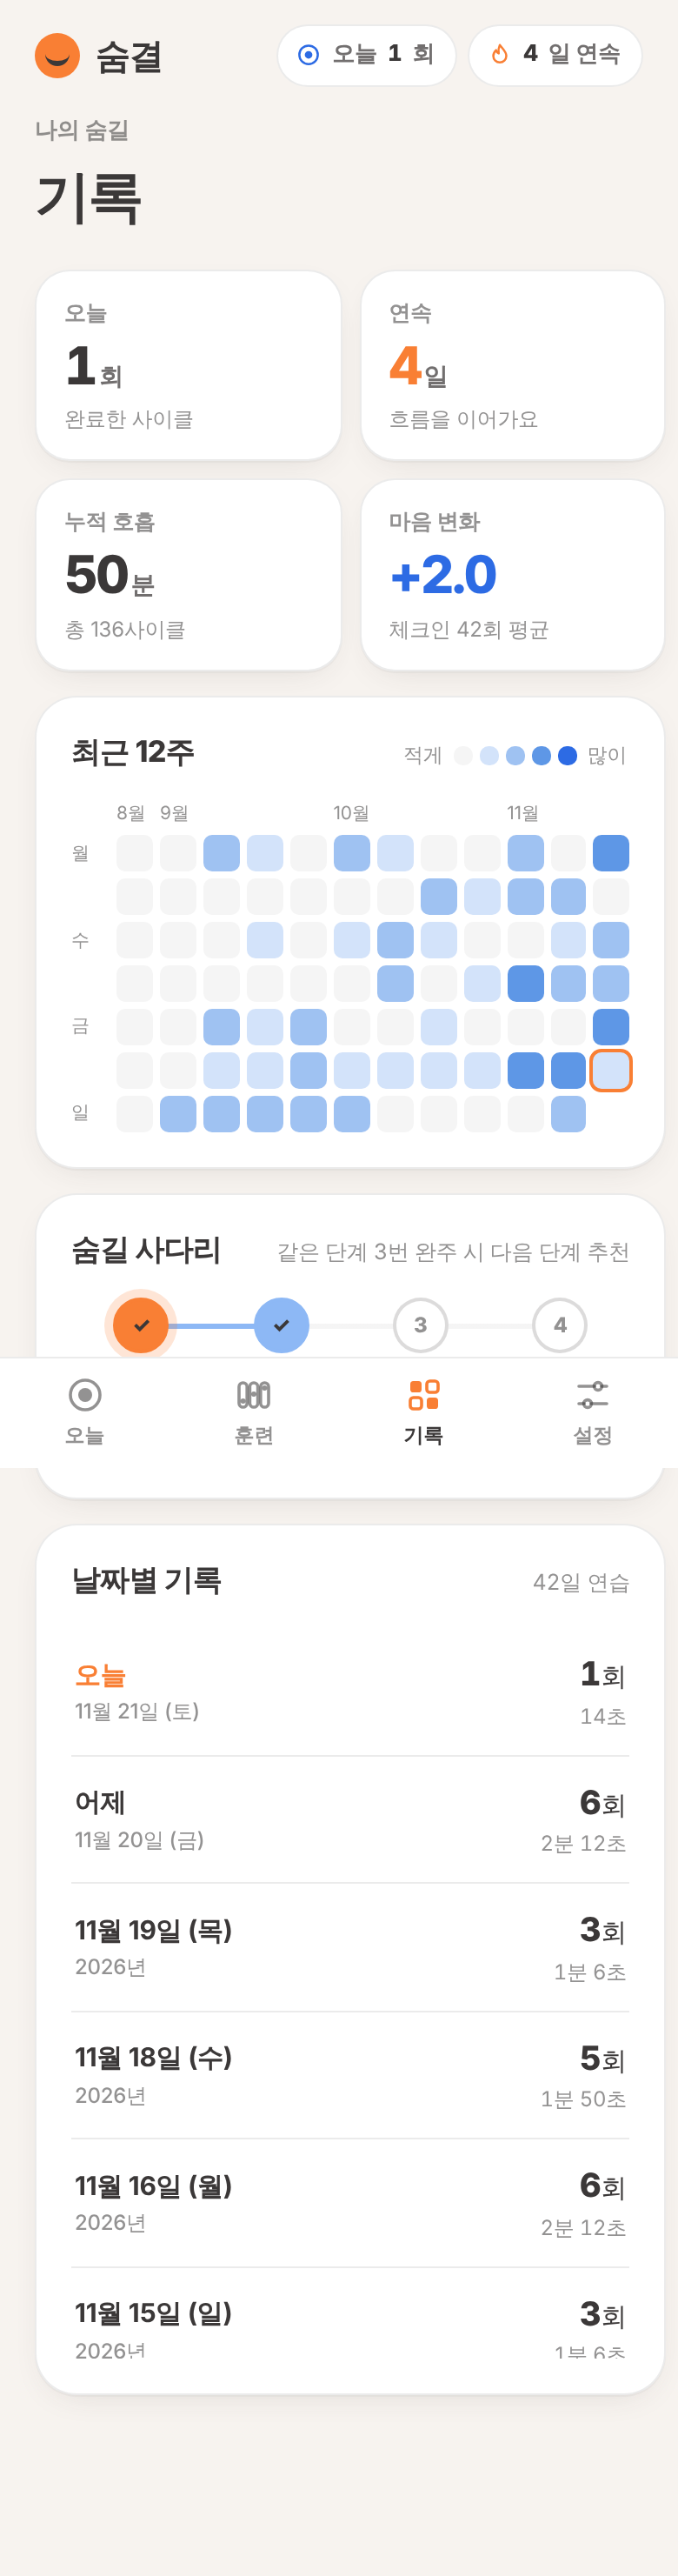 숨결
오늘 1 회
4 일 연속
나의 숨길
기록
오늘
1회
완료한 사이클
연속
4일
흐름을 이어가요
누적 호흡
50분
총 136사이클
마음 변화
+2.0
체크인 42회 평균
최근 12주
적게
많이
8월 9월 10월 11월
월
수
금
일
숨길 사다리
같은 단계 3번 완주 시 다음 단계 추천
3
4
오늘
훈련
기록
설정
날짜별 기록
42일 연습
오늘
1회
11월 21일 (토)
14초
어제
6회
11월 20일 (금)
2분 12초
11월 19일 (목)
3회
2026년
1분 6초
11월 18일 (수)
5회
2026년
1분 50초
11월 16일 (월)
6회
2026년
2분 12초
11월 15일 (일)
3회
2026년
1분 6초